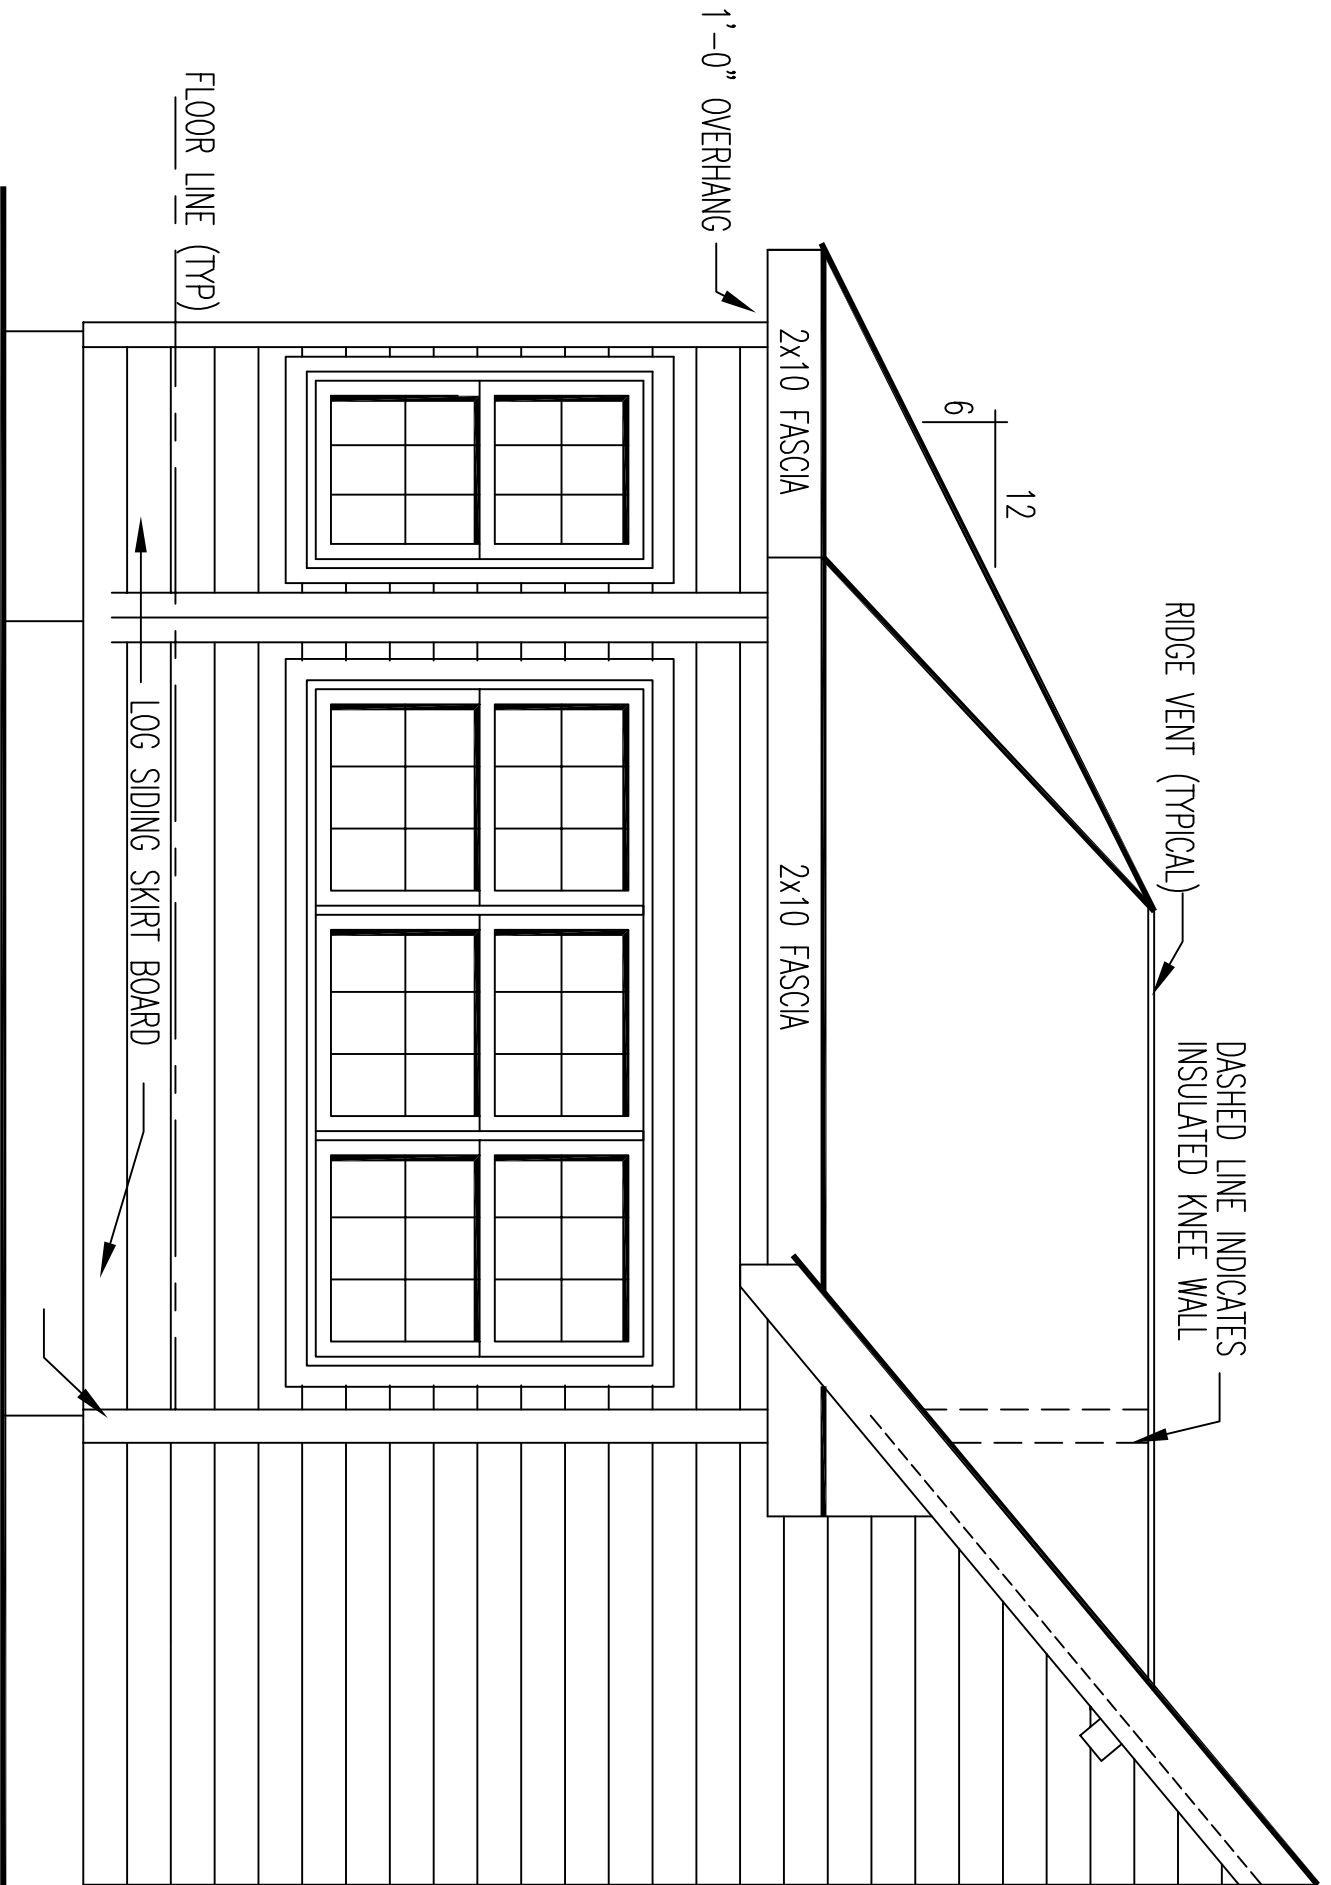 RIDGE VENT (TYPICAL)
DASHED LINE INDICATES
INSULATED KNEE WALL
12
6
1'-0" OVERHANG
2x10 FASCIA
2x10 FASCIA
FLOOR LINE (TYP)
LOG SIDING SKIRT BOARD